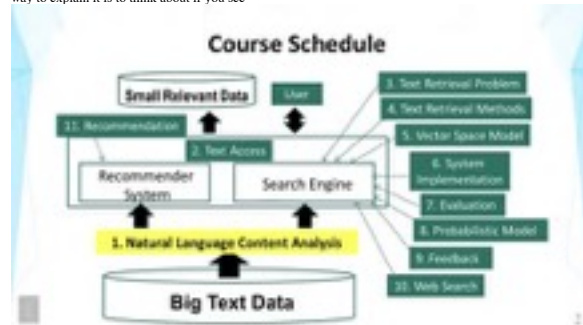 way to explain it is to think about if you see
Course Schedule
Small Relevant Data
User
3. Text Retrieval Problem
4. Text Retrieval Methods
5. Vector Space Model
11. Recommendation
2. Text Access
6. System
Implementation
Recommender
System
Search Engine
7. Evaluation
8. Probabilistic Model
1. Natural Language Content Analysis
9. Feedback
10. Web Search
Big Text Data